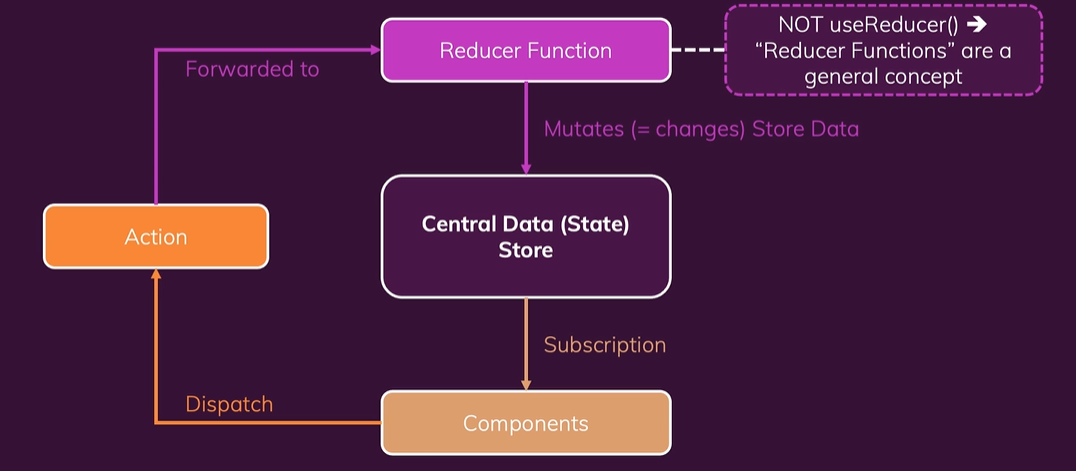 NOT useReducer() ➔
“Reducer Functions” are a
general concept
Reducer Function
Forwarded to
Mutates (= changes) Store Data
Central Data (State)
Store
Action
Subscription
Dispatch
Components